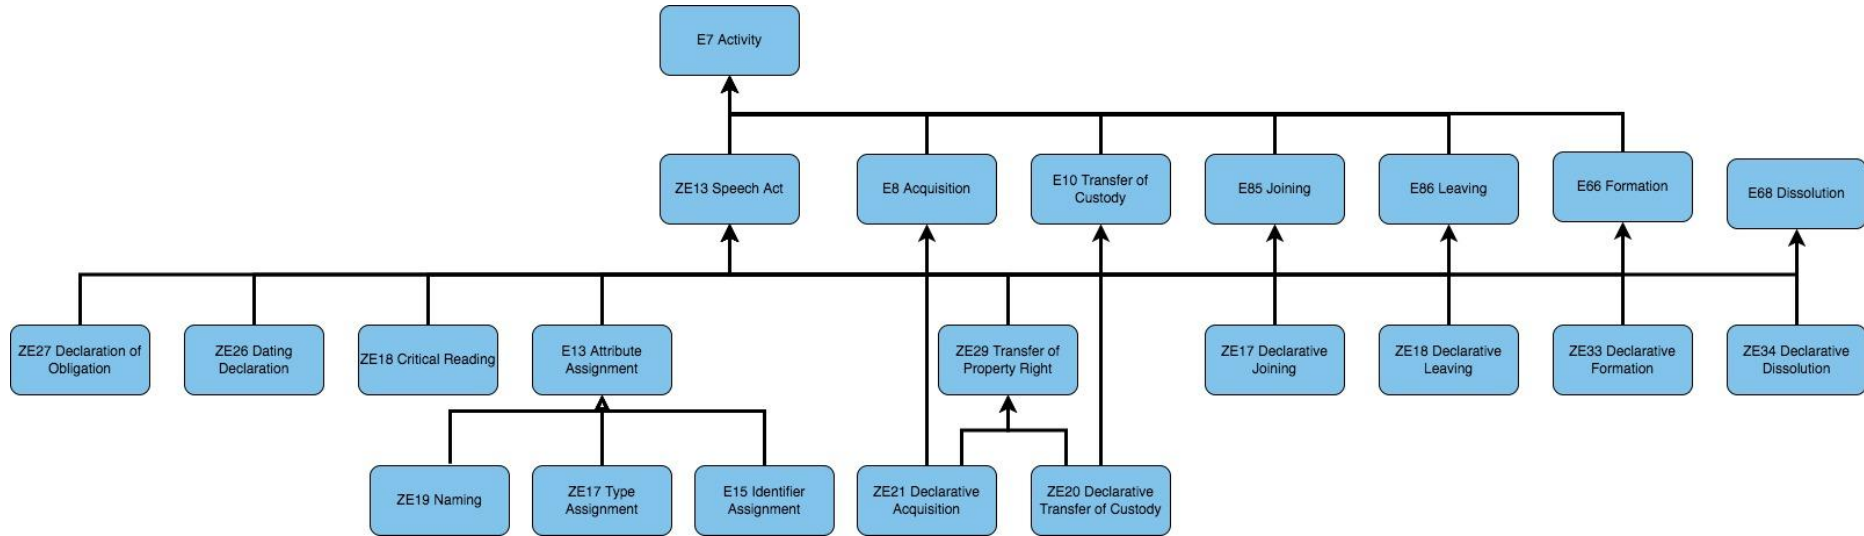 E7 Activity
ZE13 Speech Act
E8 Acquisition
E10 Transfer of
Custody
E85 Joining
E86 Leaving
E66 Formation
E68 Dissolution
ZE27 Declaration of
Obligation
ZE26 Dating
Declaration
ZE18 Critical Reading
E13 Attribute
Assignment
ZE29 Transfer of
Property Right
ZE17 Declarative
Joining
ZE18 Declarative
Leaving
ZE33 Declarative
Formation
ZE34 Declarative
Dissolution
ZE19 Naming
ZE17 Type
Assignment
E15 Identifier
Assignment
ZE21 Declarative
Acquisition
ZE20 Declarative
Transfer of Custody